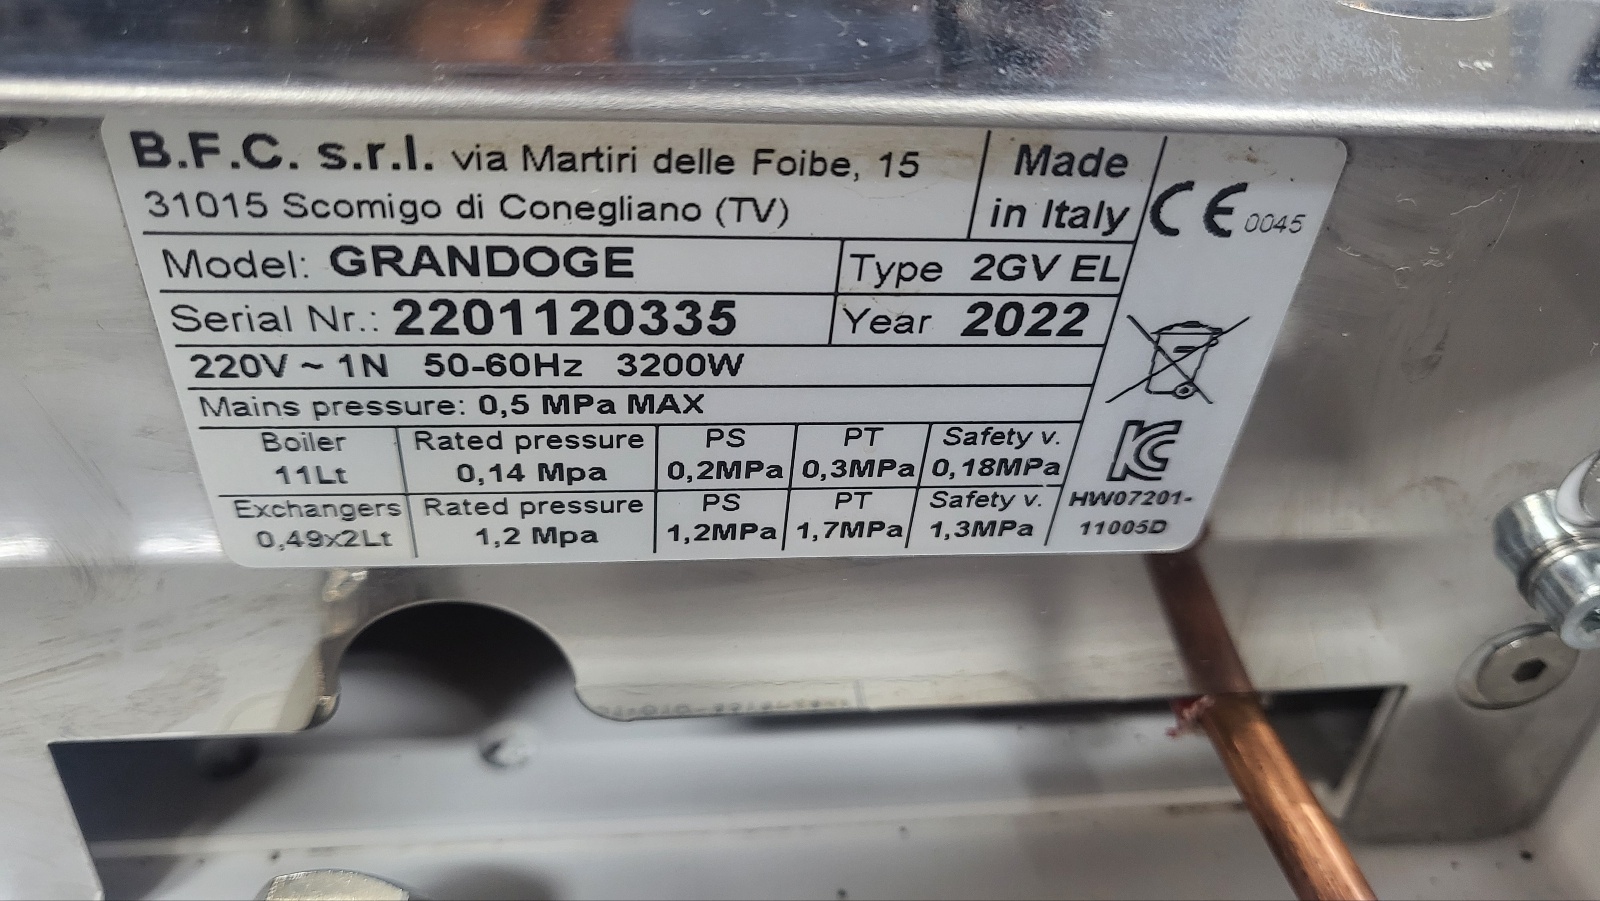 B.F.C. s.r.l. via Martiri delle Foibe, 15
31015 Scomigo di Conegliano (TV)
Made
in Italy
CE 0045
Model: GRANDOGE
Type 2GV EL
Serial Nr.: 2201120335
Year 2022
220V ~ 1N 50-60Hz 3200W
Mains pressure: 0,5 MPa MAX
Boiler Rated pressure PS PT Safety v.
11Lt 0,14 Mpa 0,2MPa 0,3MPa 0,18MPa
Exchangers Rated pressure PS PT Safety v.
0,49x2Lt 1,2 Mpa 1,2MPa 1,7MPa 1,3MPa
KC
HW07201-
11005D